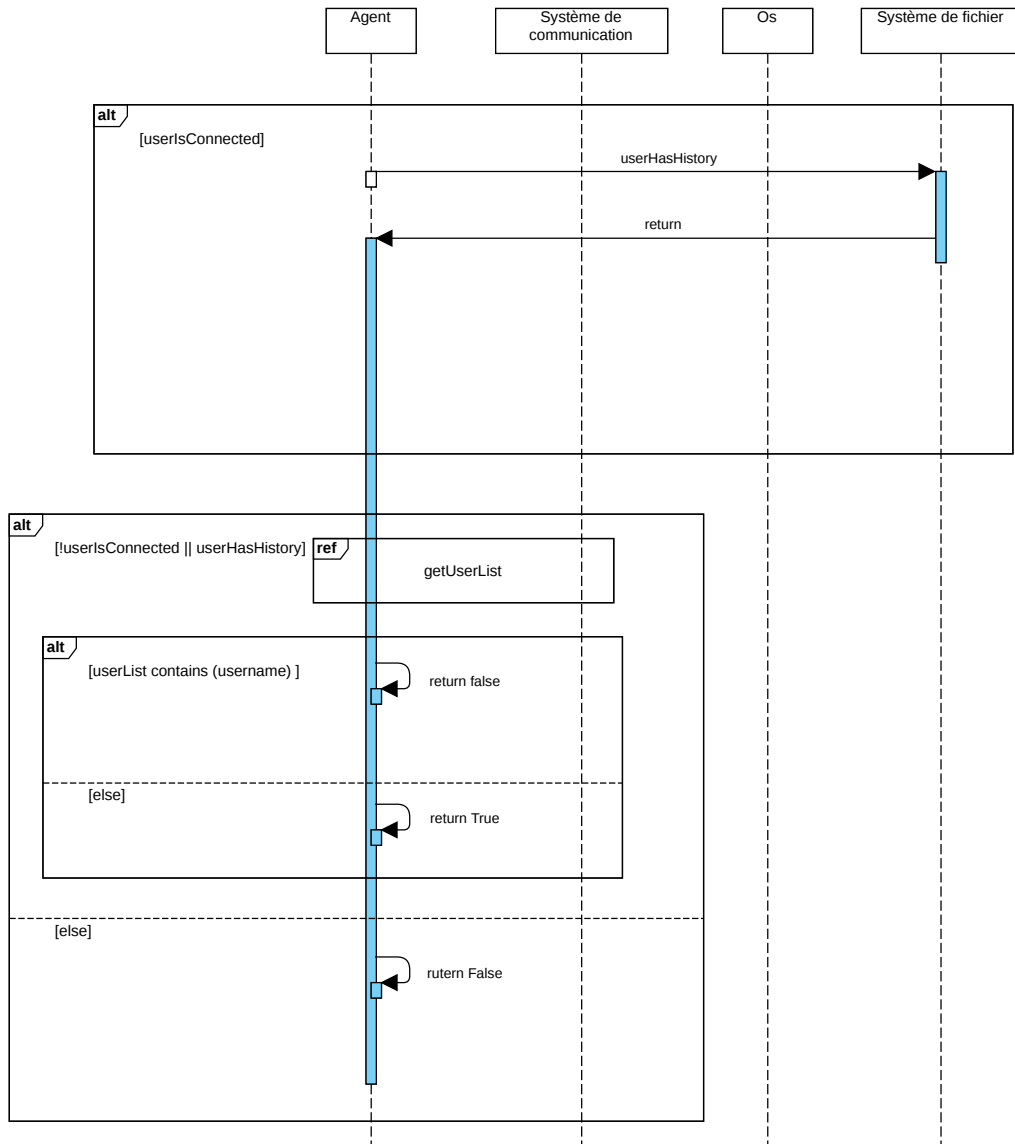 Agent
Système de
communication
Os
Système de fichier
alt
[userIsConnected]
userHasHistory
return
alt
[!userIsConnected || userHasHistory]
ref
getUserList
alt
[userList contains (username) ]
return false
[else]
return True
[else]
rutern False